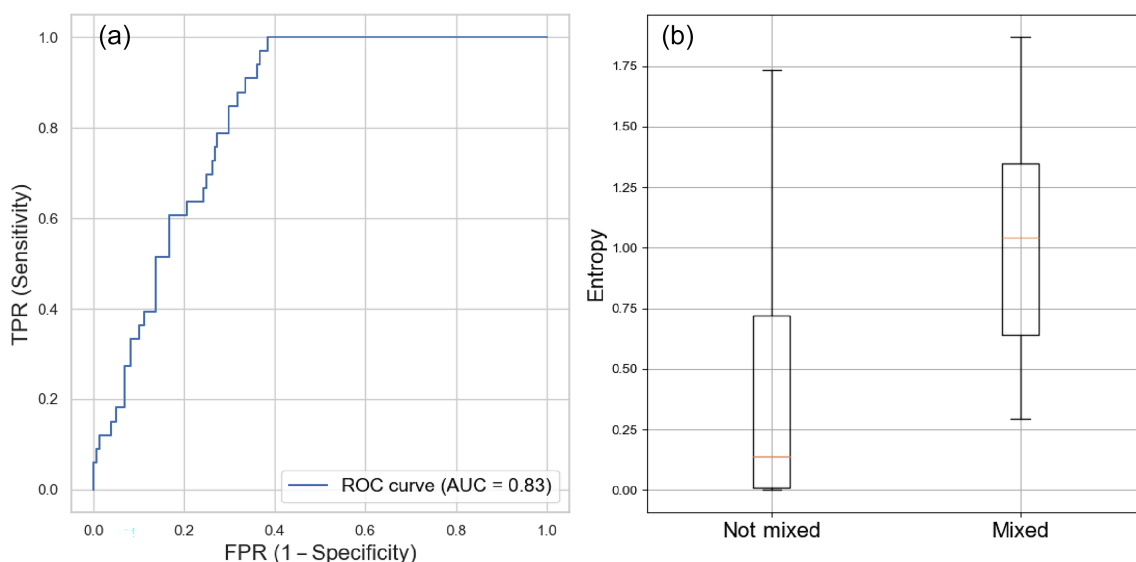 (a)
1.0
0.8
0.6
0.4
0.2
0.0
TPR (Sensitivity)
ROC curve (AUC = 0.83)
0.0 0.2 0.4 0.6 0.8 1.0
FPR (1 – Specificity)
(b)
1.75
1.50
1.25
1.00
0.75
0.50
0.25
0.00
Entropy
Not mixed Mixed